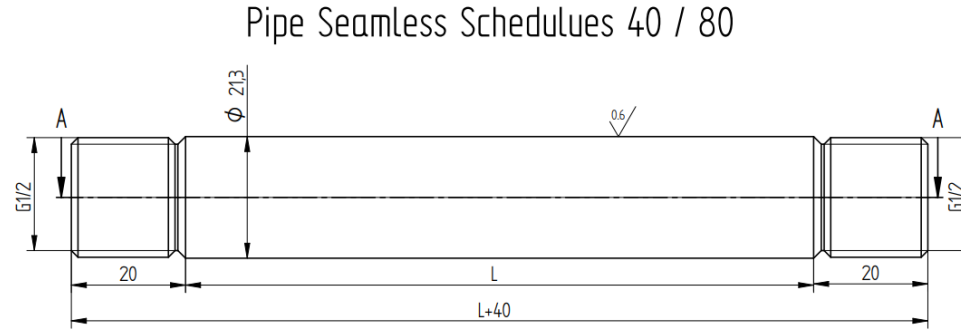 Pipe Seamless Schedulues 40 / 80
A
A
Φ 21,3
0.6
G1/2
G1/2
20
L
20
L+40